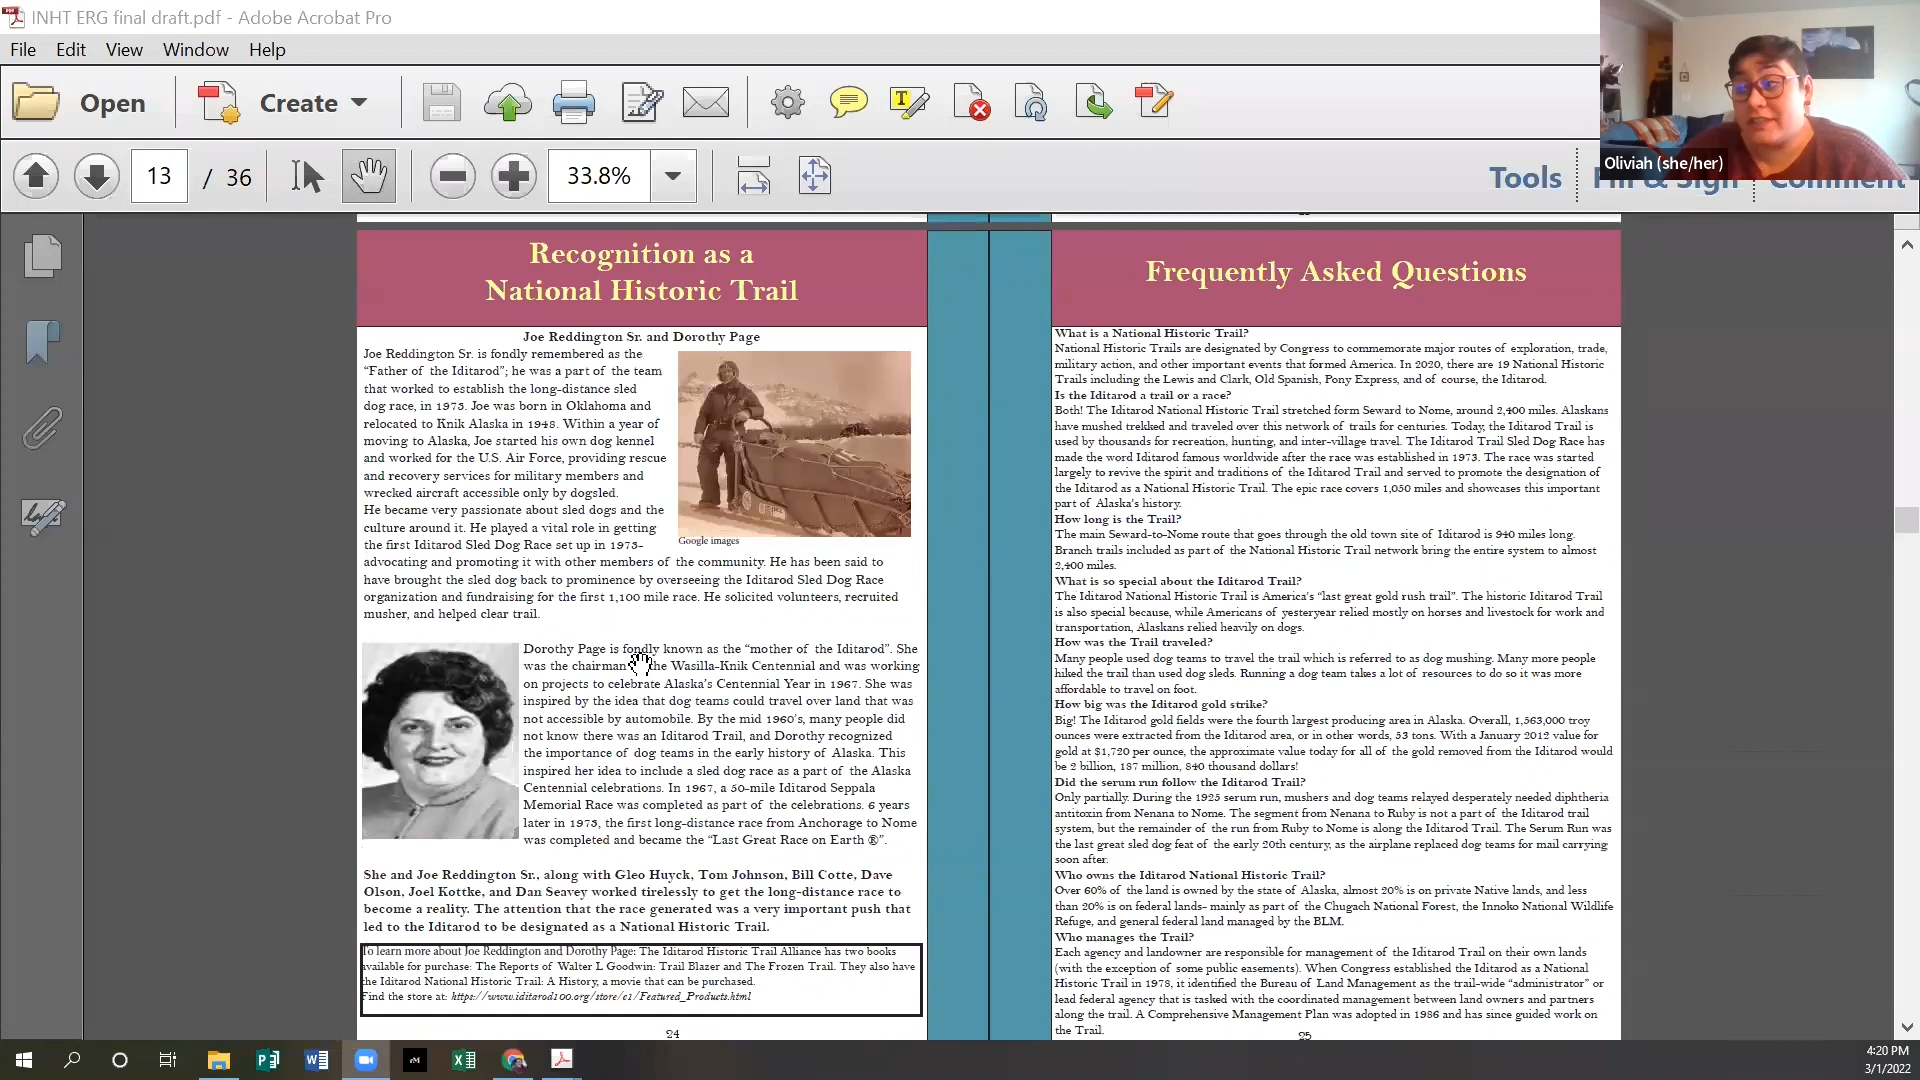 INHT ERG final draft.pdf - Adobe Acrobat Pro
File Edit View Window Help
Open Create
13 / 36 33.8% Tools
Oliviah (she/her)
Recognition as a
National Historic Trail
Joe Reddington Sr. and Dorothy Page
Joe Reddington Sr. is fondly remembered as the
“Father of the Iditarod”; he was a part of the team
that worked to establish the long-distance sled
dog race, in 1973. Joe was born in Oklahoma and
relocated to Knik Alaska in 1948. Within a year of
moving to Alaska, Joe started his own dog kennel
and worked for the U.S. Air Force, providing rescue
and recovery services for military members and
wrecked aircraft accessible only by dogsled.
He became very passionate about sled dogs and the
culture around it. He played a vital role in getting
the first Iditarod Sled Dog Race set up in 1973-
advocating and promoting it with other members of the community. He has been said to
have brought the sled dog back to prominence by overseeing the Iditarod Sled Dog Race
organization and fundraising for the first 1,100 mile race. He solicited volunteers, recruited
musher, and helped clear trail.
Google images
Dorothy Page is fondly known as the “mother of the Iditarod”. She
was the chairman the Wasilla-Knik Centennial and was working
on projects to celebrate Alaska’s Centennial Year in 1967. She was
inspired by the idea that dog teams could travel over land that was
not accessible by automobile. By the mid 1960’s, many people did
not know there was an Iditarod Trail, and Dorothy recognized
the importance of dog teams in the early history of Alaska. This
inspired her idea to include a sled dog race as a part of the Alaska
Centennial celebrations. In 1967, a 50-mile Iditarod Seppala
Memorial Race was completed as part of the celebrations. 6 years
later in 1973, the first long-distance race from Anchorage to Nome
was completed and became the “Last Great Race on Earth ®”.
She and Joe Reddington Sr., along with Gleo Huyck, Tom Johnson, Bill Cotte, Dave
Olson, Joel Kottke, and Dan Seavey worked tirelessly to get the long-distance race to
become a reality. The attention that the race generated was a very important push that
led to the Iditarod to be designated as a National Historic Trail.
To learn more about Joe Reddington and Dorothy Page: The Iditarod Historic Trail Alliance has two books
available for purchase: The Reports of Walter L Goodwin: Trail Blazer and The Frozen Trail. They also have
the Iditarod National Historic Trail: A History, a movie that can be purchased.
Find the store at: https://www.iditarod100.org/store/c1/Featured_Products.html
24
Frequently Asked Questions
What is a National Historic Trail?
National Historic Trails are designated by Congress to commemorate major routes of exploration, trade,
military action, and other important events that formed America. In 2020, there are 19 National Historic
Trails including the Lewis and Clark, Old Spanish, Pony Express, and of course, the Iditarod.
Is the Iditarod a trail or a race?
Both! The Iditarod National Historic Trail stretched form Seward to Nome, around 2,400 miles. Alaskans
have mushed trekked and traveled over this network of trails for centuries. Today, the Iditarod Trail is
used by thousands for recreation, hunting, and inter-village travel. The Iditarod Trail Sled Dog Race has
made the word Iditarod famous worldwide after the race was established in 1973. The race was started
largely to revive the spirit and traditions of the Iditarod Trail and served to promote the designation of
the Iditarod as a National Historic Trail. The epic race covers 1,050 miles and showcases this important
part of Alaska’s history.
How long is the Trail?
The main Seward-to-Nome route that goes through the old town site of Iditarod is 940 miles long.
Branch trails included as part of the National Historic Trail network bring the entire system to almost
2,400 miles.
What is so special about the Iditarod Trail?
The Iditarod National Historic Trail is America’s “last great gold rush trail”. The historic Iditarod Trail
is also special because, while Americans of yesteryear relied mostly on horses and livestock for work and
transportation, Alaskans relied heavily on dogs.
How was the Trail traveled?
Many people used dog teams to travel the trail which is referred to as dog mushing. Many more people
hiked the trail than used dog sleds. Running a dog team takes a lot of resources to do so it was more
affordable to travel on foot.
How big was the Iditarod gold strike?
Big! The Iditarod gold fields were the fourth largest producing area in Alaska. Overall, 1,563,000 troy
ounces were extracted from the Iditarod area, or in other words, 53 tons. With a January 2012 value for
gold at $1,720 per ounce, the approximate value today for all of the gold removed from the Iditarod would
be 2 billion, 187 million, 840 thousand dollars!
Did the serum run follow the Iditarod Trail?
Only partially. During the 1925 serum run, mushers and dog teams relayed desperately needed diphtheria
antitoxin from Nenana to Nome. The segment from Nenana to Ruby is not a part of the Iditarod trail
system, but the remainder of the run from Ruby to Nome is along the Iditarod Trail. The Serum Run was
the last great sled dog feat of the early 20th century, as the airplane replaced dog teams for mail carrying
soon after.
Who owns the Iditarod National Historic Trail?
Over 60% of the land is owned by the state of Alaska, almost 20% is on private Native lands, and less
than 20% is on federal lands- mainly as part of the Chugach National Forest, the Innoko National Wildlife
Refuge, and general federal land managed by the BLM.
Who manages the Trail?
Each agency and landowner are responsible for management of the Iditarod Trail on their own lands
(with the exception of some public easements). When Congress established the Iditarod as a National
Historic Trail in 1978, it identified the Bureau of Land Management as the trail-wide “administrator” or
lead federal agency that is tasked with the coordinated management between land owners and partners
along the trail. A Comprehensive Management Plan was adopted in 1986 and has since guided work on
the Trail.
25
4:20 PM
3/1/2022